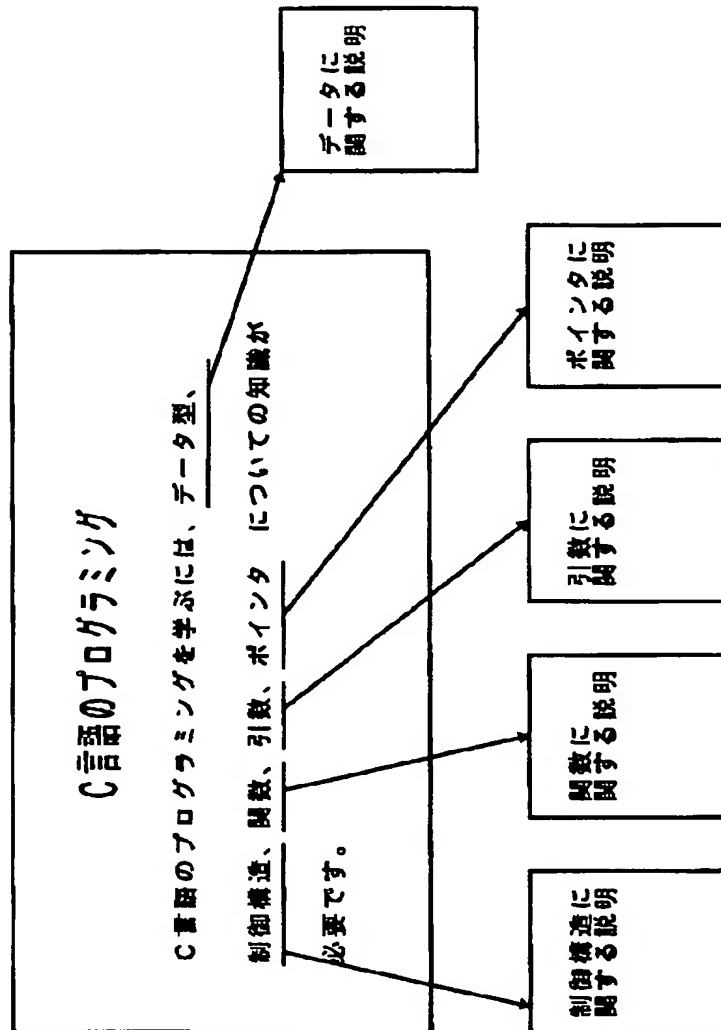 C言語のプログラミング
C言語のプログラミングを学ぶには、データ型、
制御構造、関数、引数、ポインタ についての知識が
必要です。
制御構造に
関する説明
関数に
関する説明
引数に
関する説明
ポインタに
関する説明
データに
関する説明